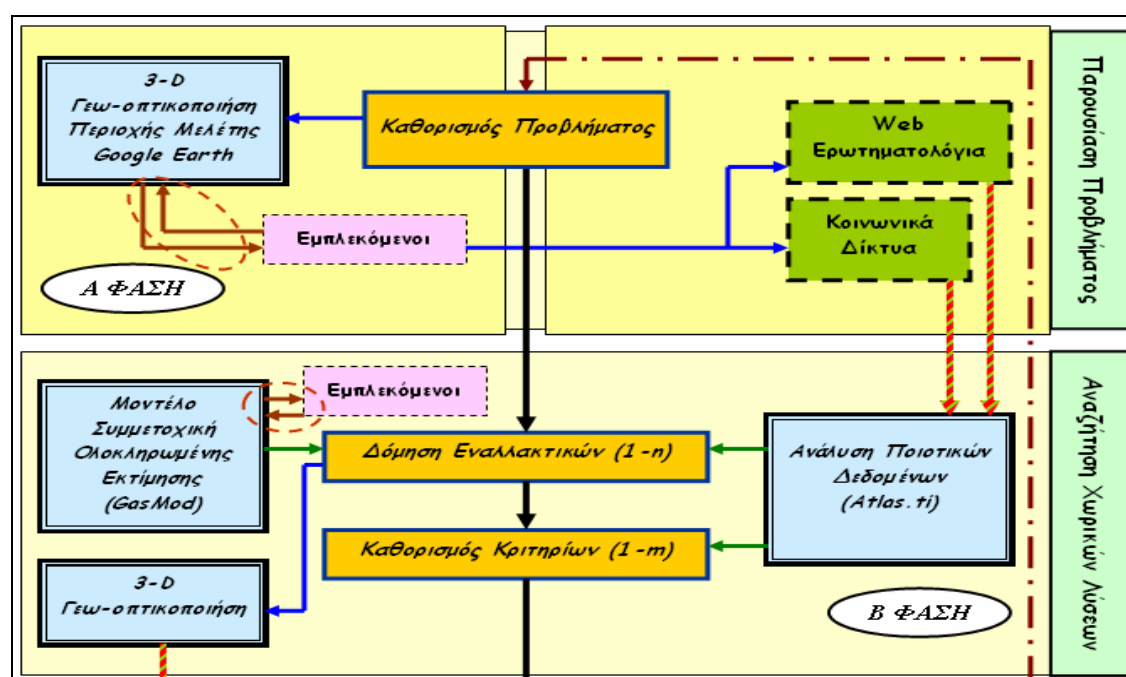 3-D
Γεω-οπτικοποιήση
Περιοχής Μελέτης
Google Earth
Καθορισμός Προβλήματος
Web
Ερωτηματολόγια
Εμπλεκόμενοι
Κοινωνικά
Δίκτυα
Α ΦΑΣΗ
Παρουσίαση Προβλήματος
Μοντέλο
Συμμετοχική
Ολοκληρωμένης
Εκτίμησης
(GasMod)
Εμπλεκόμενοι
Δόμηση Εναλλακτικών (1-n)
Ανάλυση Ποιοτικών
Δεδομένων
(Atlas.ti)
Καθορισμός Κριτηρίων (1-m)
3-D
Γεω-οπτικοποιήση
Β ΦΑΣΗ
Αναζήτηση Χωρικών Λύσεων